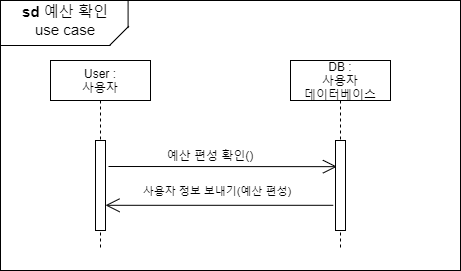 sd 예산 확인
use case
User :
사용자
DB :
사용자
데이터베이스
예산 편성 확인()
사용자 정보 보내기(예산 편성)